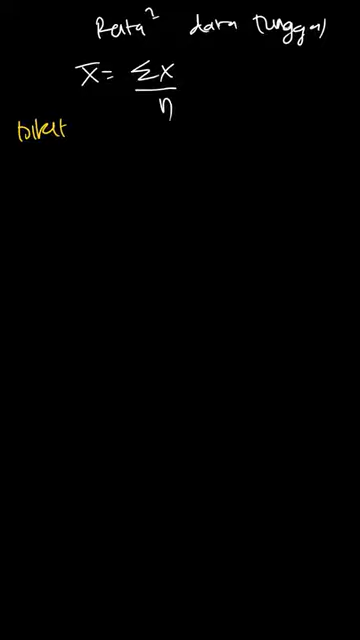 Rata² data tunggal
x̄ = Σx
n